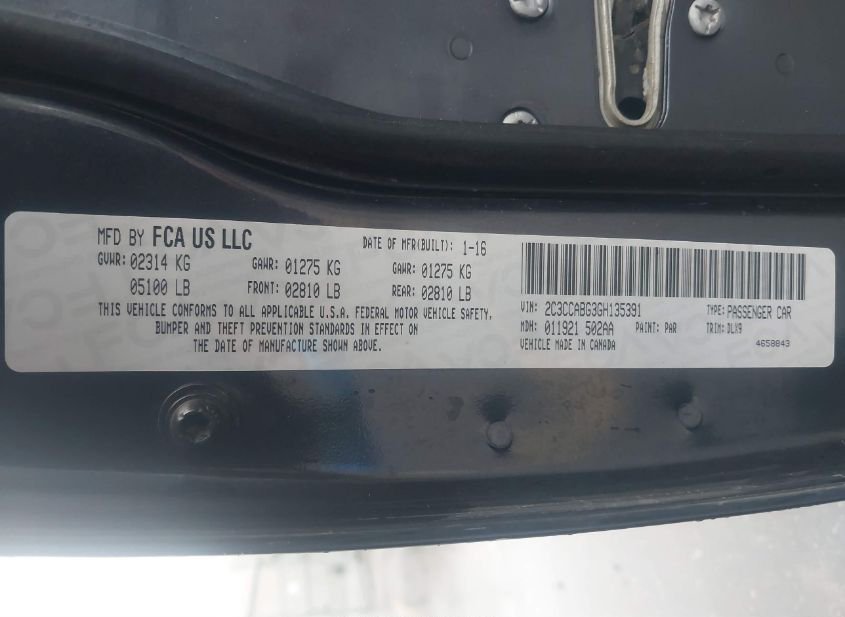 MFD BY FCA US LLC DATE OF MFR(BUILT): 1-16
GVWR: 02314 KG GAWR: 01275 KG GAWR: 01275 KG
05100 LB FRONT: 02810 LB REAR: 02810 LB
THIS VEHICLE CONFORMS TO ALL APPLICABLE U.S.A. FEDERAL MOTOR VEHICLE SAFETY,
BUMPER AND THEFT PREVENTION STANDARDS IN EFFECT ON
THE DATE OF MANUFACTURE SHOWN ABOVE.
VIN: 2C3CCABG3GH135391 TYPE: PASSENGER CAR
MDH: 011921 502AA PAINT: PAR TRIM: DLX9
VEHICLE MADE IN CANADA 4658843